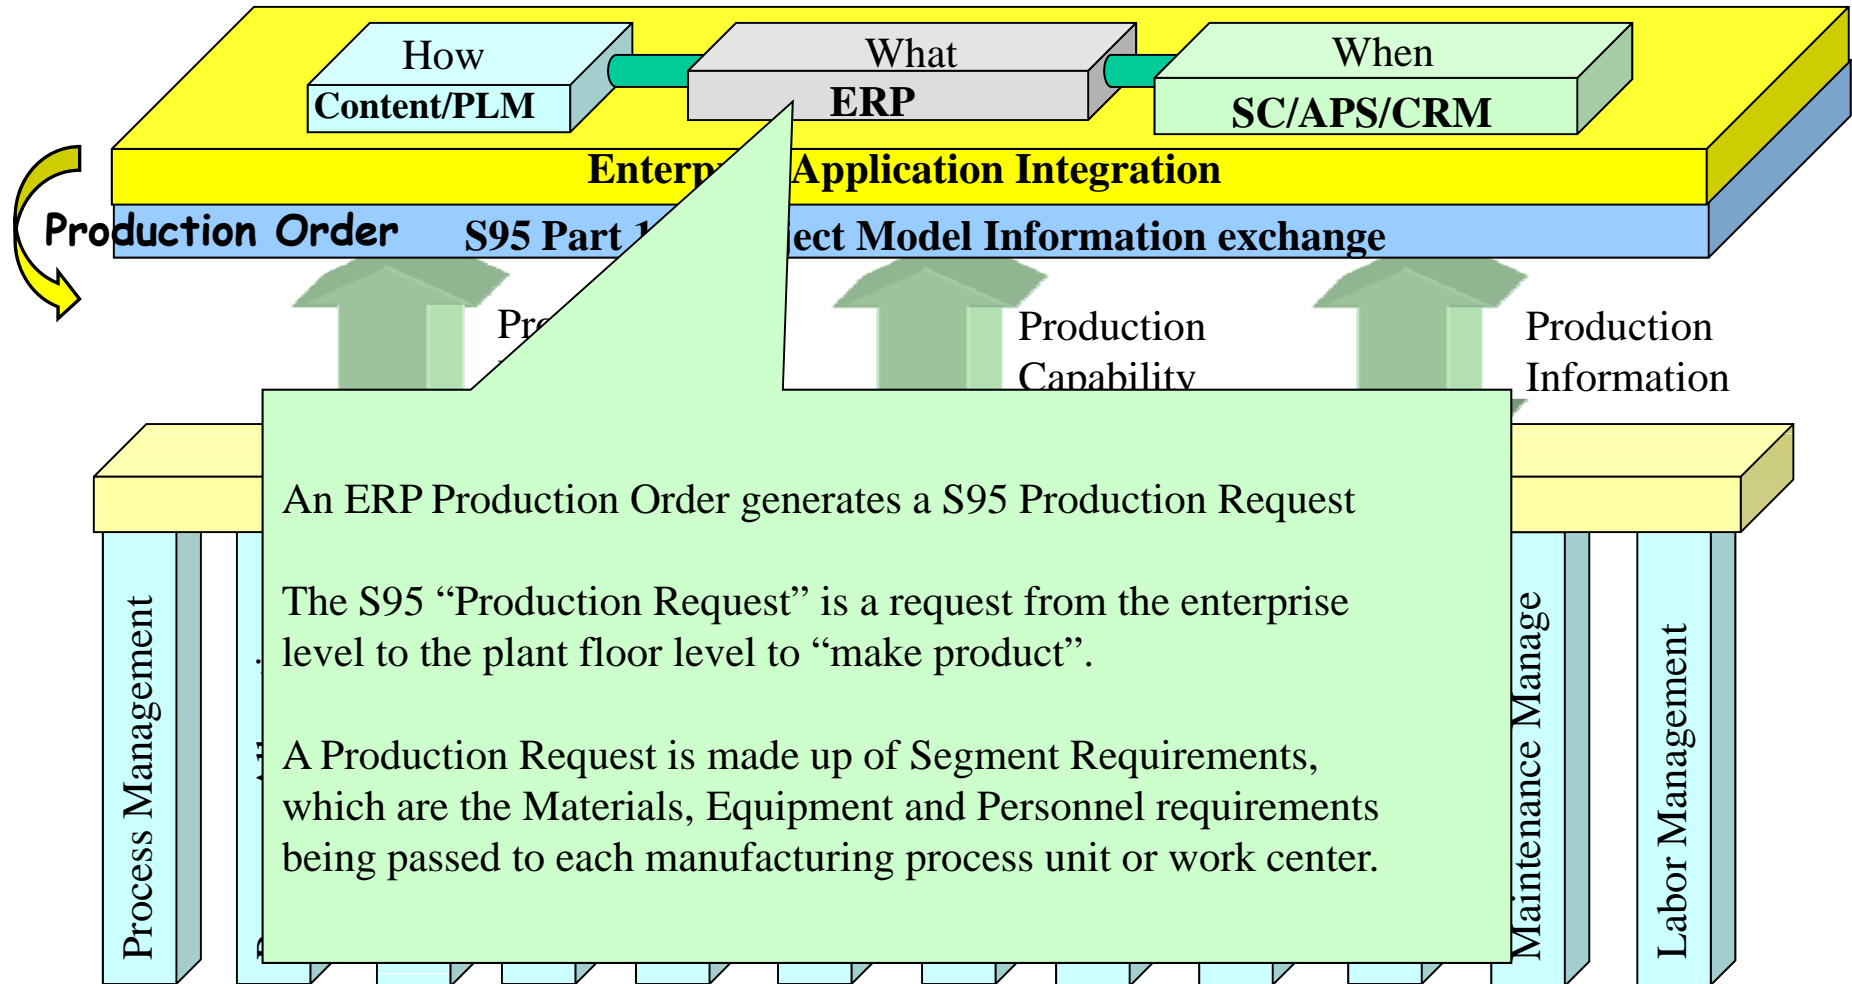 How
What
When
Content/PLM
ERP
SC/APS/CRM
Application Integration
Production Order
S95 Part
Model Information exchange
Production
Capability
Production
Information
An ERP Production Order generates a S95 Production Request
The S95 “Production Request” is a request from the enterprise
level to the plant floor level to “make product”.
A Production Request is made up of Segment Requirements,
which are the Materials, Equipment and Personnel requirements
being passed to each manufacturing process unit or work center.
Process Management
Maintenance Manage
Labor Management